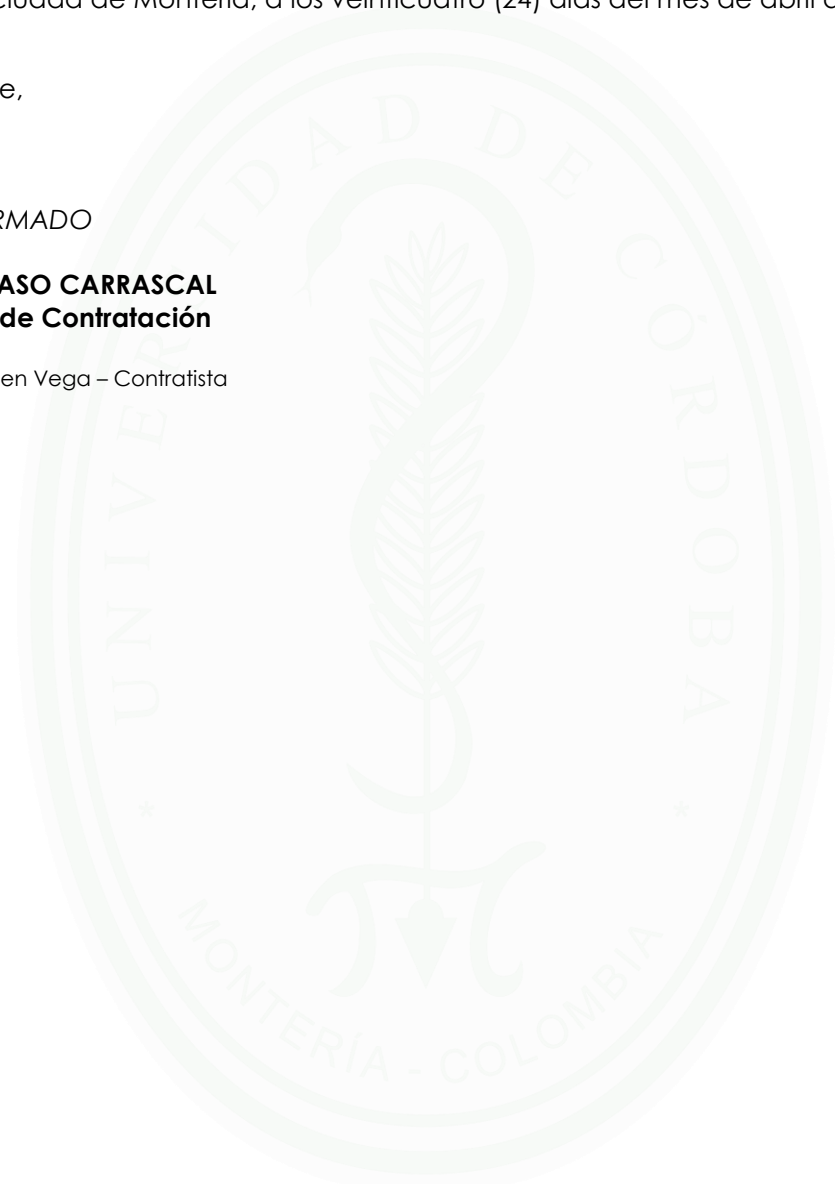 ciudad de Montería, a los veinticuatro (24) días del mes de abril
e,
RMADO
ASO CARRASCAL
de Contratación
en Vega – Contratista
UNIVERSIDAD DE CÓRDOBA
* *
MONTERÍA - COLOMBIA